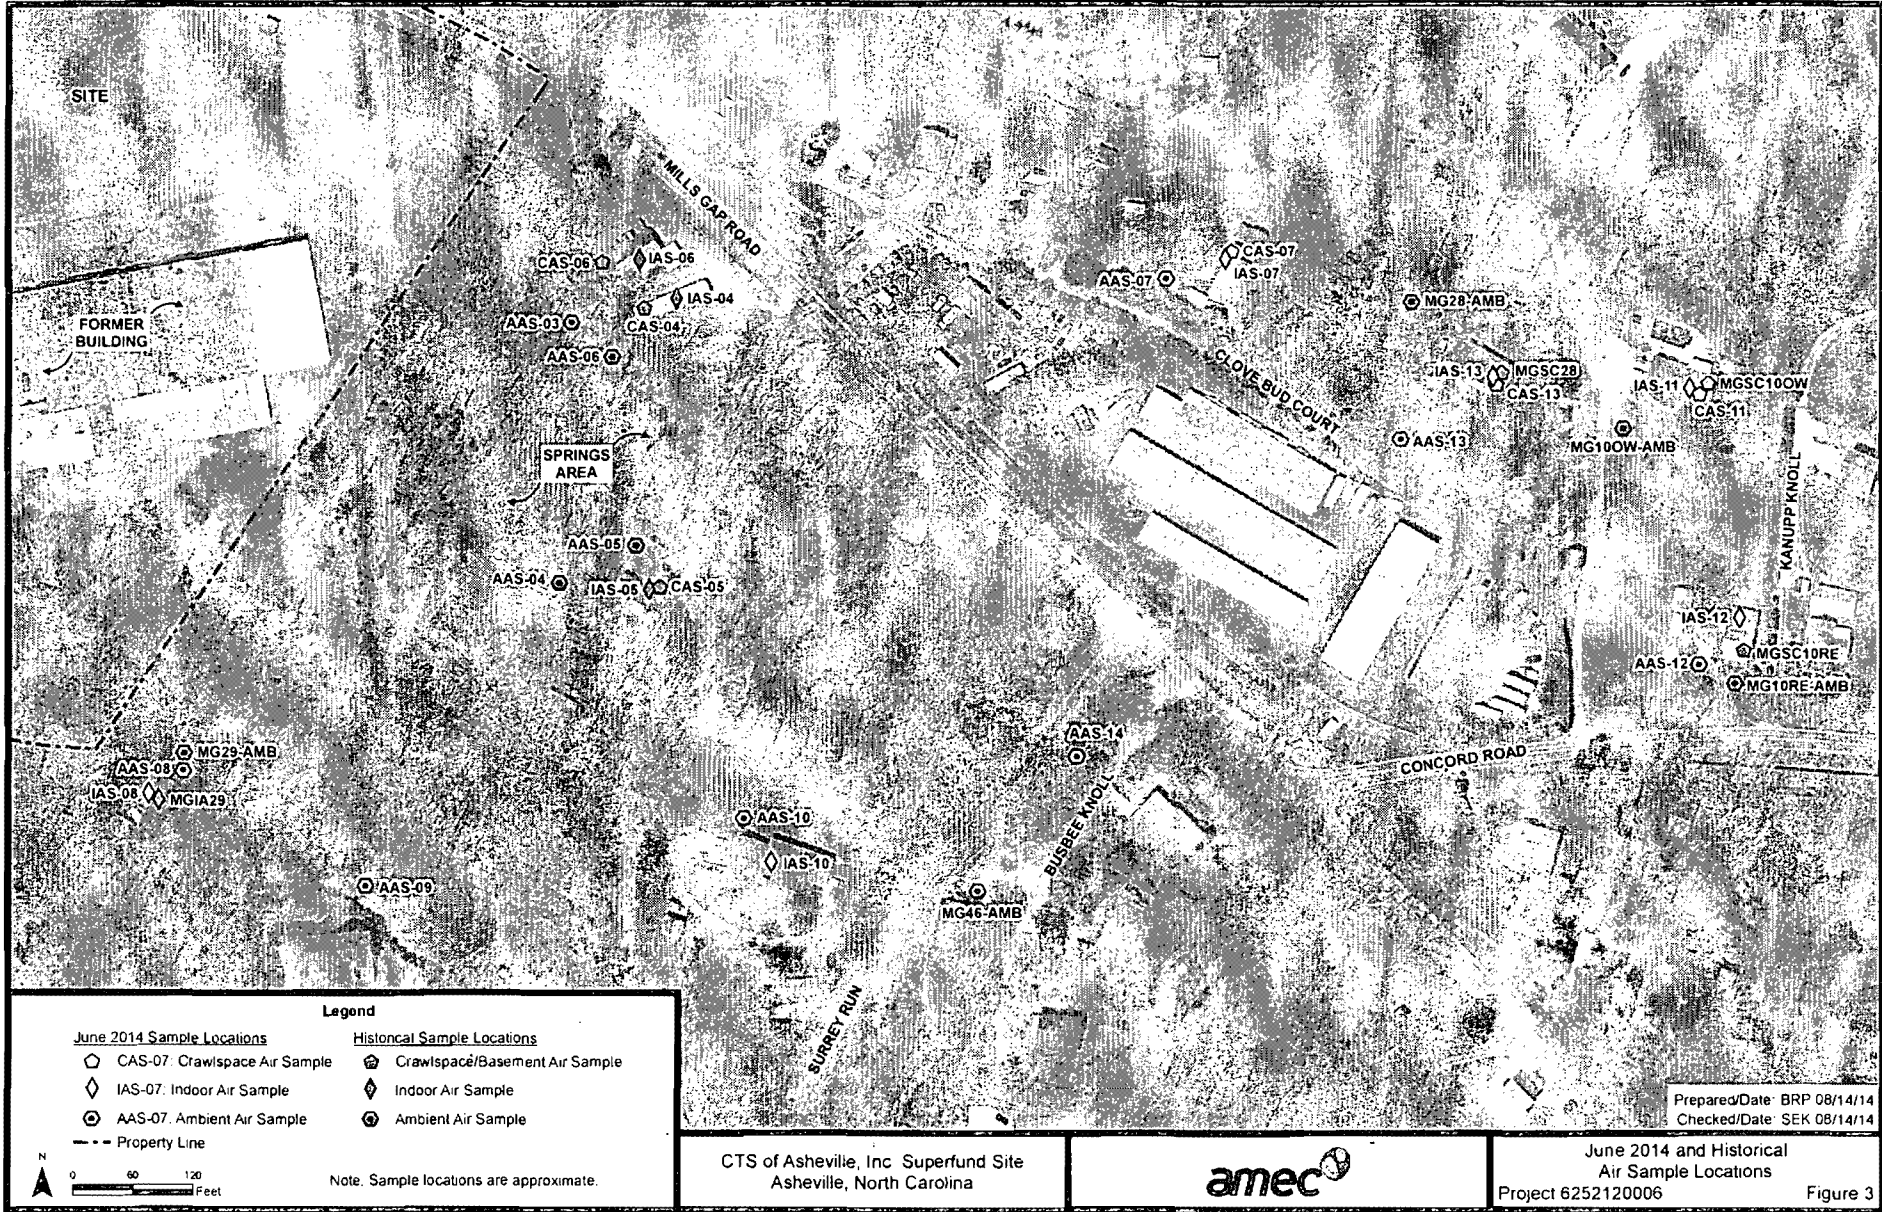 SITE
MILLS GAP ROAD
FORMER
BUILDING
CAS-06
IAS-06
IAS-04
CAS-04
AAS-03
AAS-06
CAS-07
IAS-07
AAS-07
MG28-AMB
CLOVE BUD COURT
IAS-13
MGSC28
CAS-13
IAS-11
MGSC10OW
CAS-11
AAS-13
MG10OW-AMB
KANUPP KNOLL
SPRINGS
AREA
AAS-05
AAS-04
IAS-05
CAS-05
IAS-12
MGSC10RE
AAS-12
MG10RE-AMB
MG29-AMB
AAS-08
IAS-08
MGIA29
AAS-14
CONCORD ROAD
BUSBEE KNOLL
AAS-10
IAS-10
AAS-09
MG46-AMB
SURREY RUN
Legend
June 2014 Sample Locations
CAS-07: Crawlspace Air Sample
IAS-07: Indoor Air Sample
AAS-07. Ambient Air Sample
Property Line
Historical Sample Locations
Crawlspace/Basement Air Sample
Indoor Air Sample
Ambient Air Sample
N
0 60 120
Feet
Note. Sample locations are approximate.
Prepared/Date: BRP 08/14/14
Checked/Date: SEK 08/14/14
CTS of Asheville, Inc Superfund Site
Asheville, North Carolina
amec
June 2014 and Historical
Air Sample Locations
Project 6252120006
Figure 3